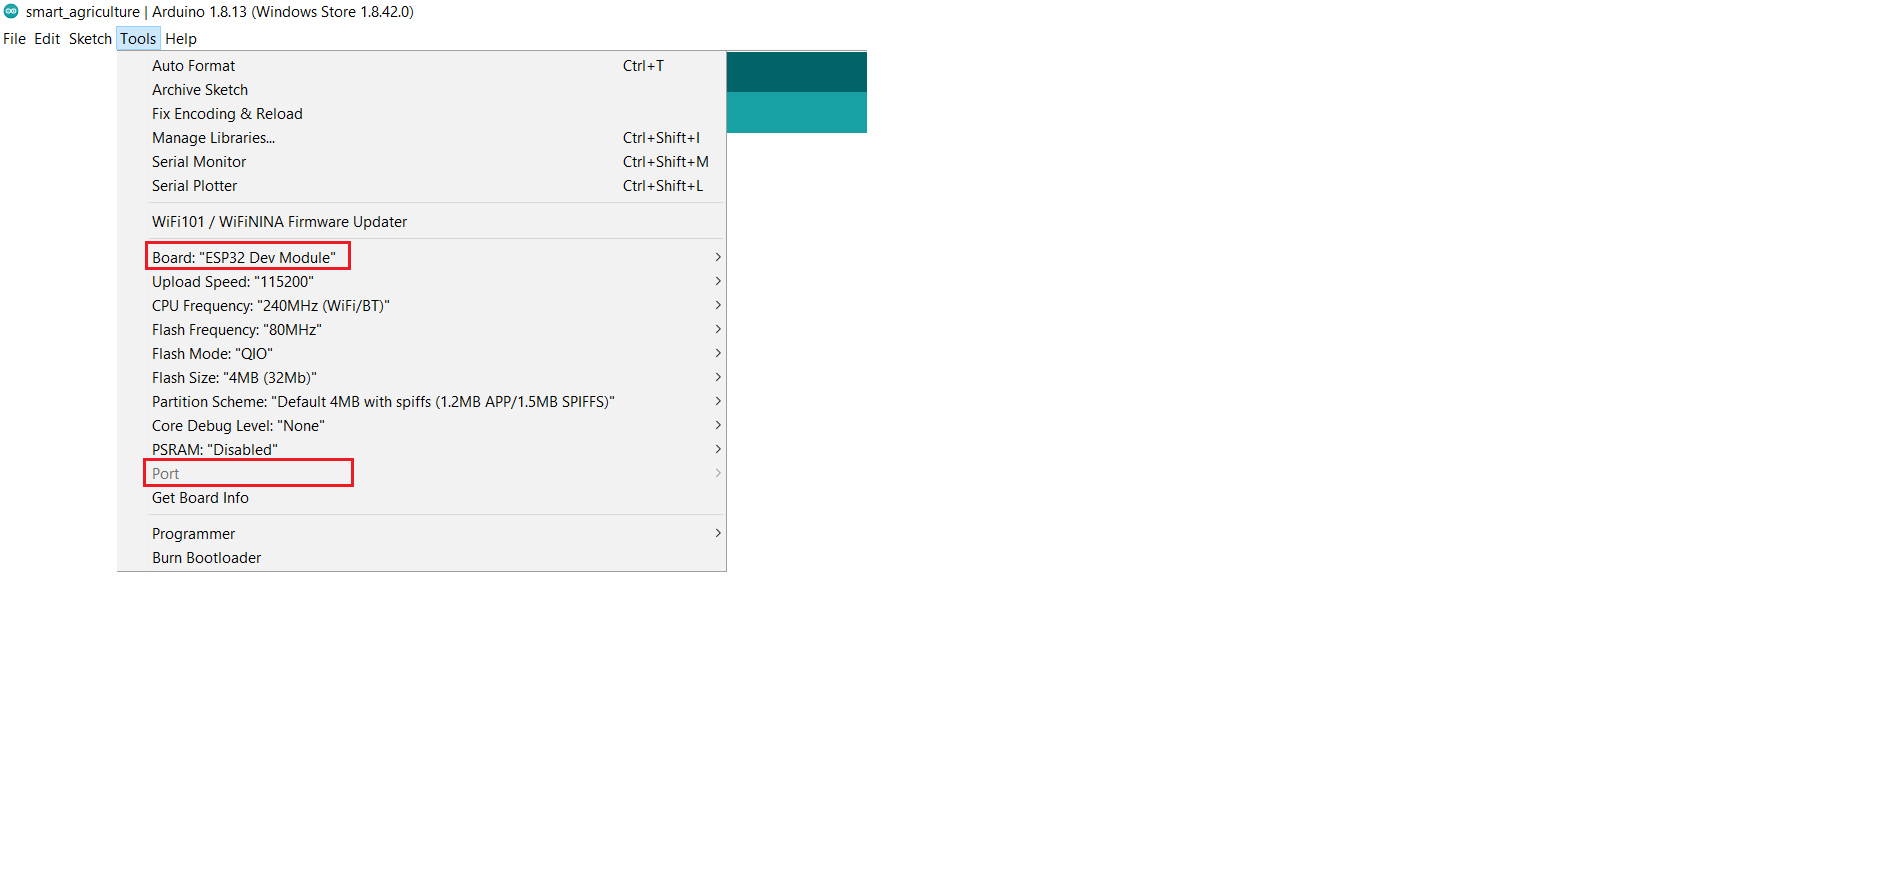 smart_agriculture | Arduino 1.8.13 (Windows Store 1.8.42.0)
File Edit Sketch Tools Help
Auto Format Ctrl+T
Archive Sketch
Fix Encoding & Reload
Manage Libraries... Ctrl+Shift+I
Serial Monitor Ctrl+Shift+M
Serial Plotter Ctrl+Shift+L
WiFi101 / WiFiNINA Firmware Updater
Board: "ESP32 Dev Module"
Upload Speed: "115200"
CPU Frequency: "240MHz (WiFi/BT)"
Flash Frequency: "80MHz"
Flash Mode: "QIO"
Flash Size: "4MB (32Mb)"
Partition Scheme: "Default 4MB with spiffs (1.2MB APP/1.5MB SPIFFS)"
Core Debug Level: "None"
PSRAM: "Disabled"
Port
Get Board Info
Programmer
Burn Bootloader